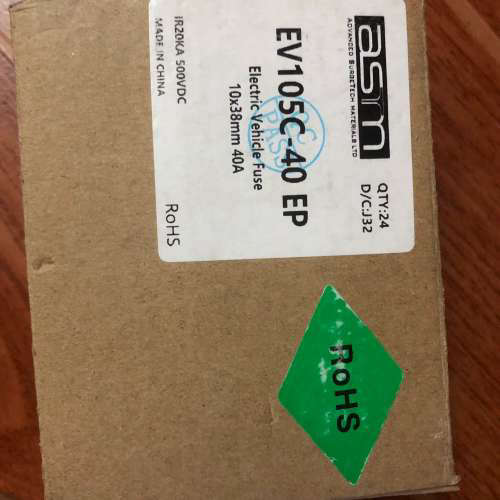 asm
ADVANCED SURGETECH MATERIALS LTD
QTY:24
D/C:J32
EV105C-40 EP
QC
PASS
Electric Vehicle Fuse
10x38mm 40A
IR20KA 500VDC
MADE IN CHINA
RoHS
RoHS